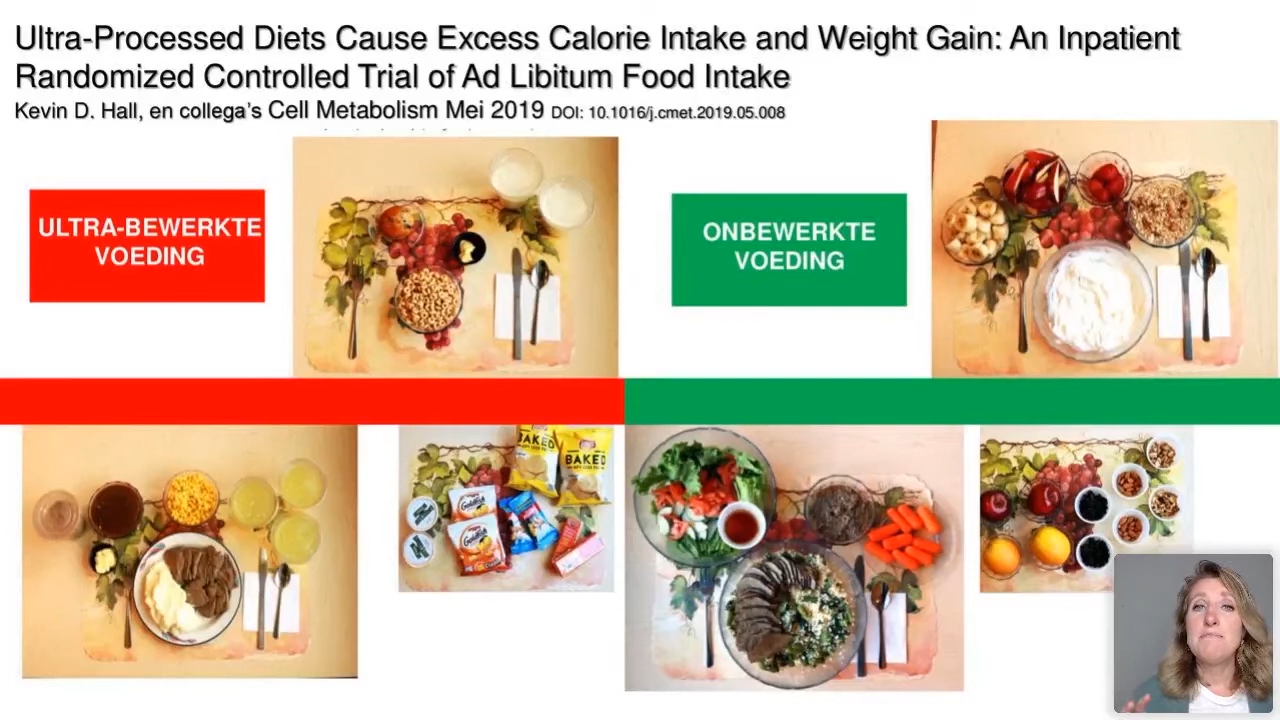 Ultra-Processed Diets Cause Excess Calorie Intake and Weight Gain: An Inpatient
Randomized Controlled Trial of Ad Libitum Food Intake
Kevin D. Hall, en collega's Cell Metabolism Mei 2019 DOI: 10.1016/j.cmet.2019.05.008
ULTRA-BEWERKTE
VOEDING
ONBEWERKTE
VOEDING
BAKED
BAKED
Goldfish
Goldfish